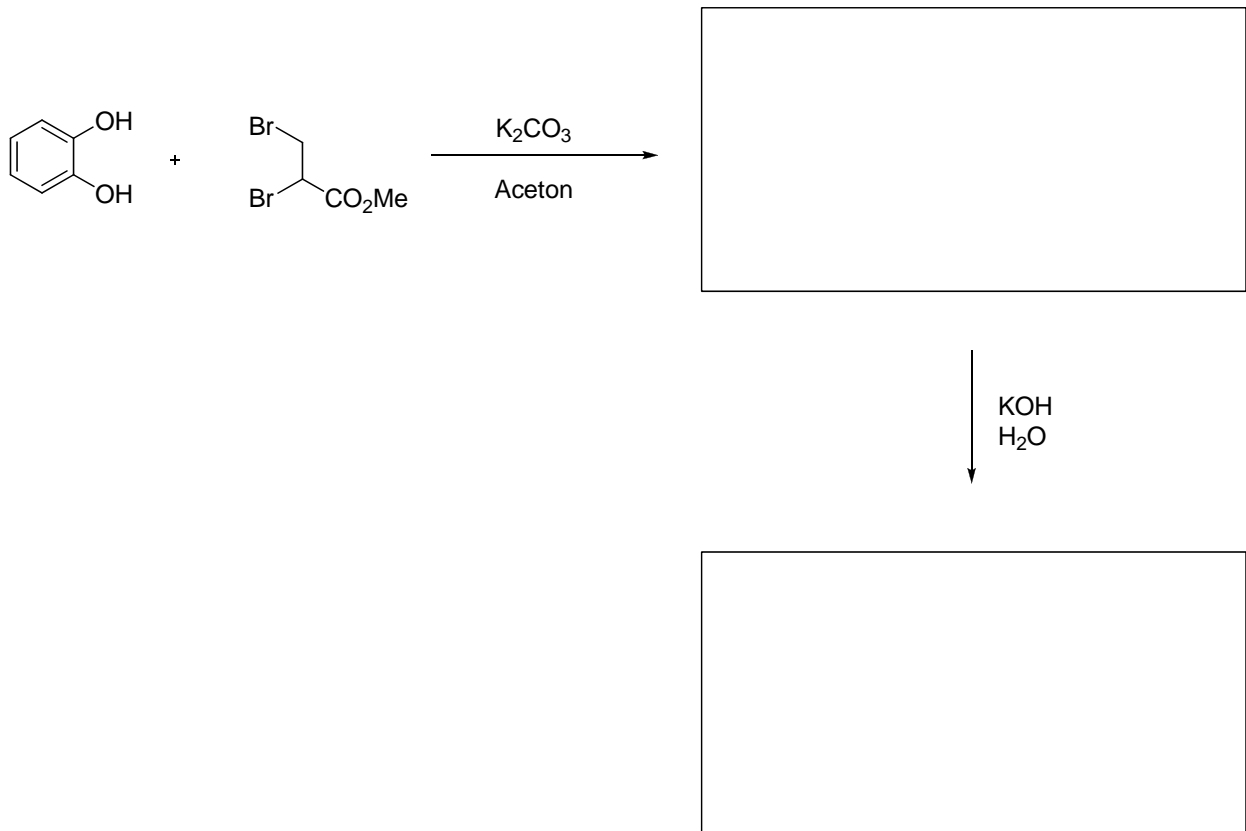 OH
OH
+
Br
Br
CO2Me
K2CO3
Aceton
KOH
H2O